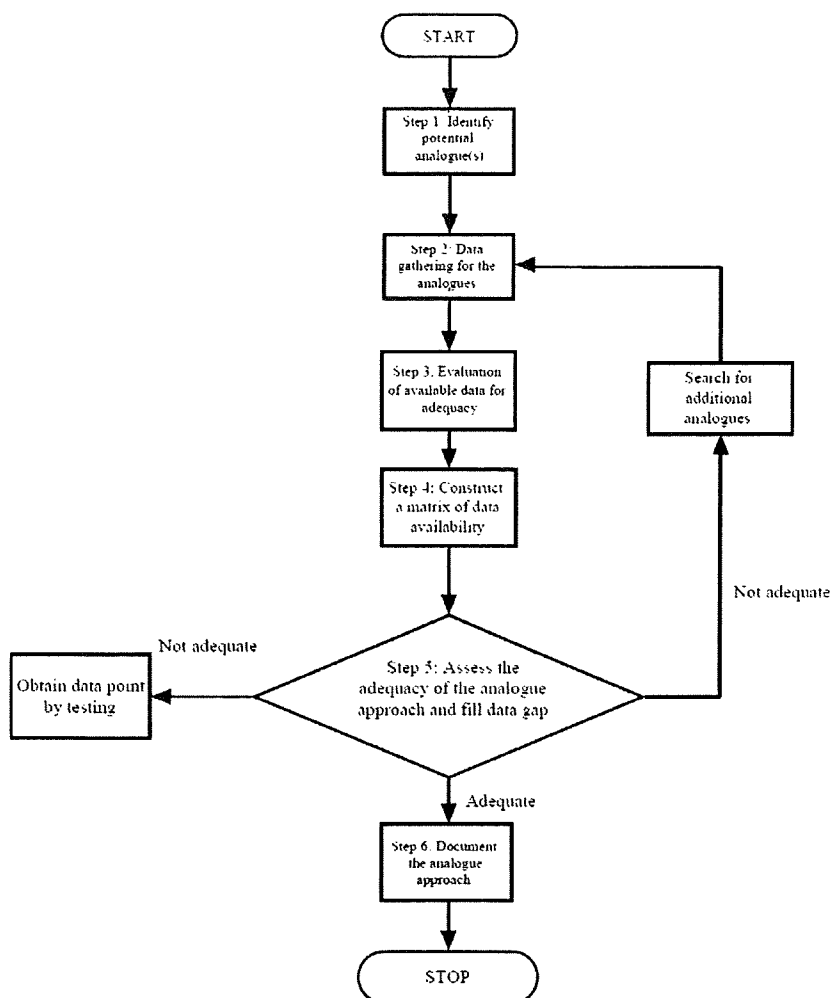 START
Step 1. Identify
potential
analogue(s)
Step 2: Data
gathering for the
analogues
Step 3. Evaluation
of available data for
adequacy
Search for
additional
analogues
Step 4: Construct
a matrix of data
availability
Not adequate
Not adequate
Step 5: Assess the
adequacy of the analogue
approach and fill data gap
Obtain data point
by testing
Adequate
Step 6. Document
the analogue
approach
STOP